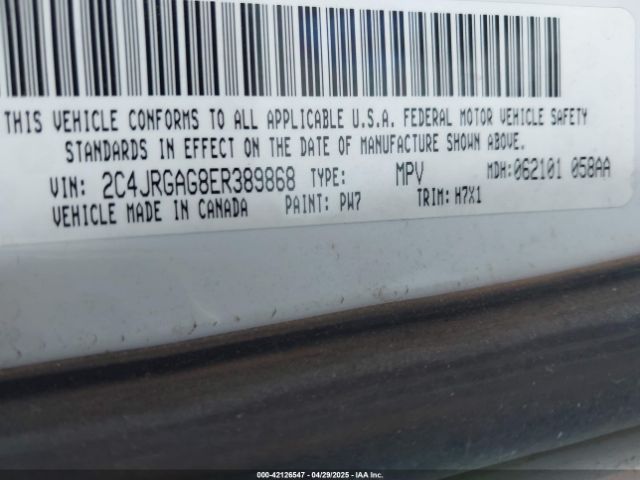 THIS VEHICLE CONFORMS TO ALL APPLICABLE U.S.A. FEDERAL MOTOR VEHICLE SAFETY
STANDARDS IN EFFECT ON THE DATE OF MANUFACTURE SHOWN ABOVE.
VIN: 2C4JRGAG8ER389868 TYPE: MPV MDH:062101 058AA
VEHICLE MADE IN CANADA PAINT: PW7 TRIM: H7X1
000-42126547 - 04/29/2025 - IAA Inc.